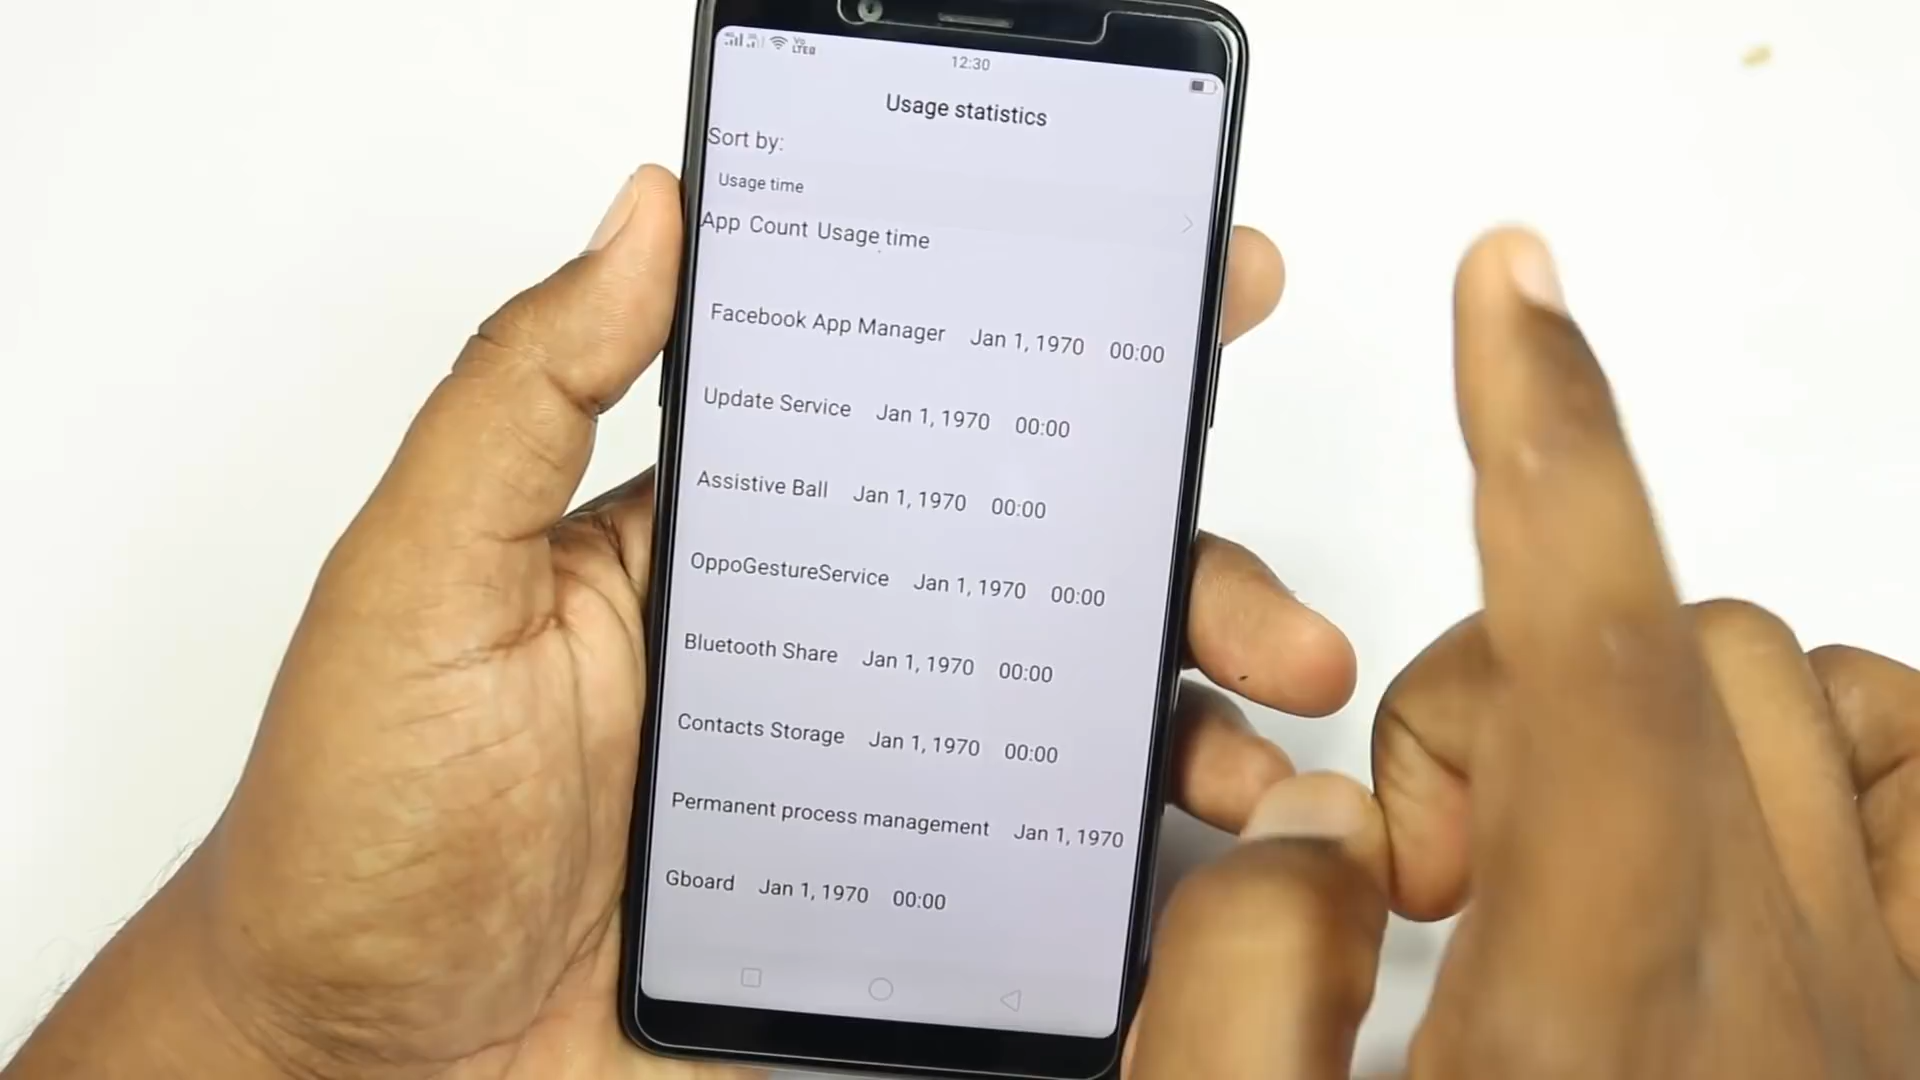 Vo
LTE
12:30
Usage statistics
Sort by:
Usage time
App Count Usage time
Facebook App Manager Jan 1, 1970 00:00
Update Service Jan 1, 1970 00:00
Assistive Ball Jan 1, 1970 00:00
OppoGestureService Jan 1, 1970 00:00
Bluetooth Share Jan 1, 1970 00:00
Contacts Storage Jan 1, 1970 00:00
Permanent process management Jan 1, 1970
Gboard Jan 1, 1970 00:00